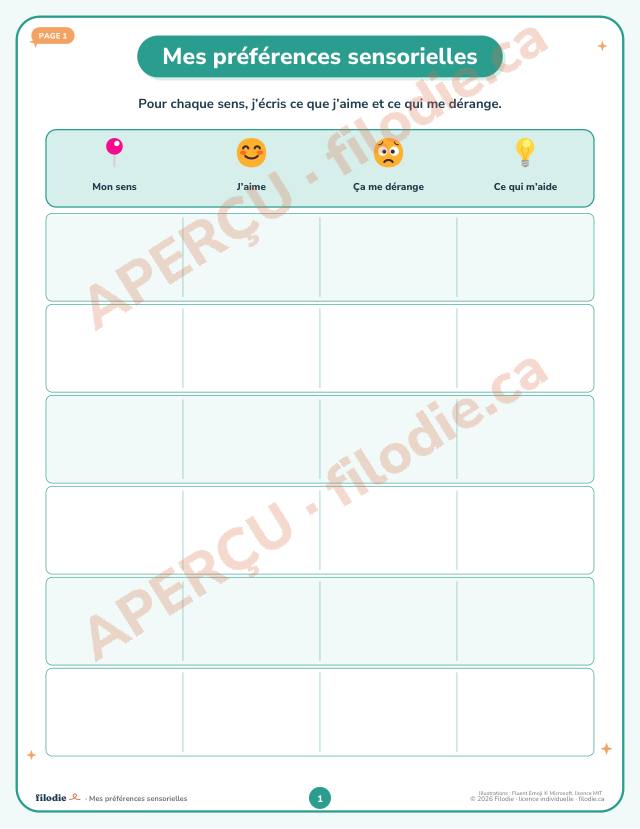 PAGE 1
Mes préférences sensorielles
Pour chaque sens, j'écris ce que j'aime et ce qui me dérange.
Mon sens J'aime Ça me dérange Ce qui m'aide
APERÇU · filodie.ca
APERÇU · filodie.ca
filodie · Mes préférences sensorielles
1
Illustrations : Fluent Emoji © Microsoft, licence MIT
© 2026 Filodie · licence individuelle · filodie.ca